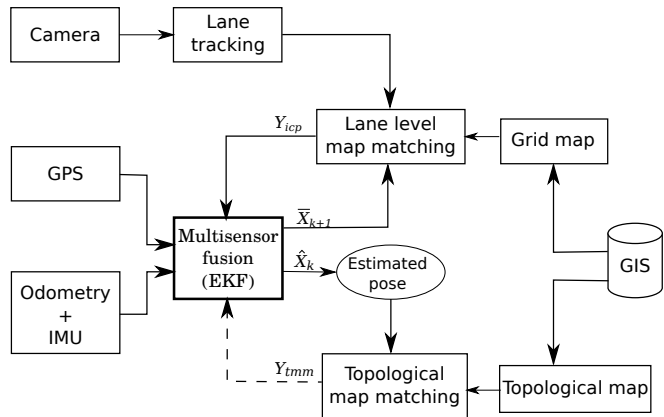 Camera
Lane
tracking
Y_icp
Lane level
map matching
Grid map
GPS
X̅_k+1
Multisensor
fusion
(EKF)
X̂_k
Estimated
pose
GIS
Odometry
+
IMU
Y_tmm
Topological
map matching
Topological map